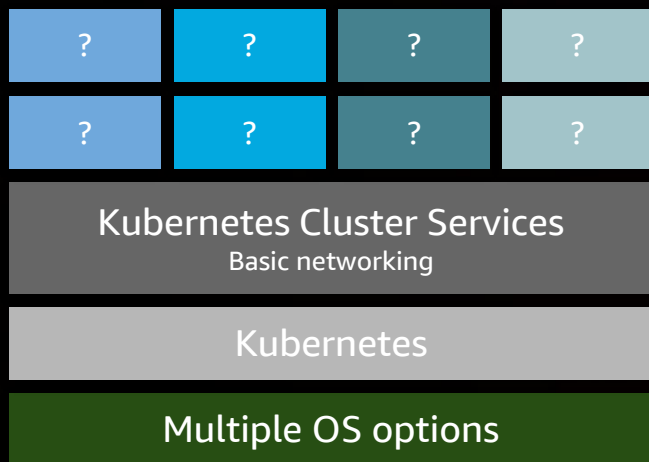 ? ? ? ?
? ? ? ?
Kubernetes Cluster Services
Basic networking
Kubernetes
Multiple OS options